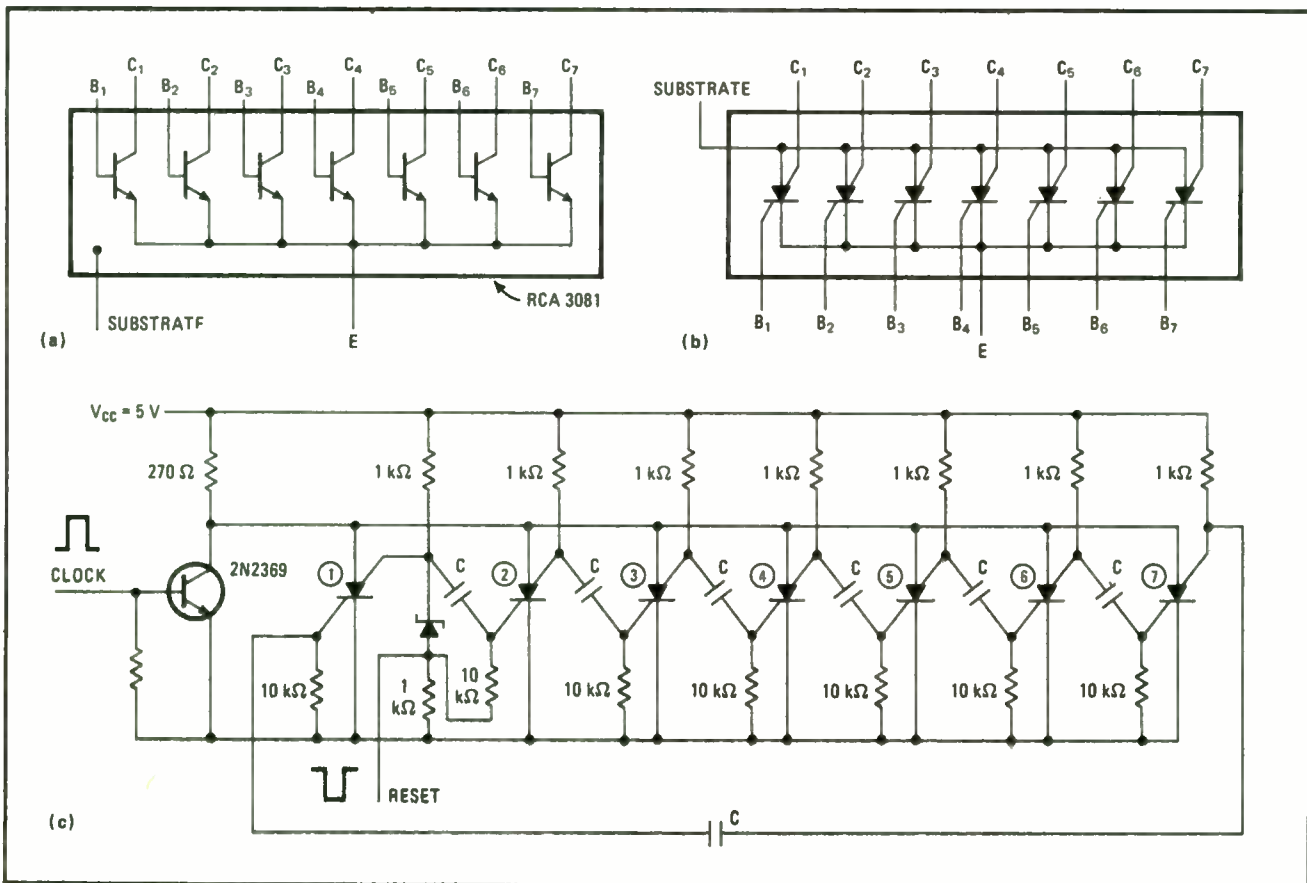 C1 C2 C3 C4 C5 C6 C7
B1 B2 B3 B4 B5 B6 B7
RCA 3081
SUBSTRATE
E
(a)
C1 C2 C3 C4 C5 C6 C7
SUBSTRATE
B1 B2 B3 B4 B5 B6 B7
E
(b)
VCC = 5 V
270 Ω 1 kΩ 1 kΩ 1 kΩ 1 kΩ 1 kΩ 1 kΩ 1 kΩ
CLOCK
2N2369
1 C 2 C 3 C 4 C 5 C 6 C 7
10 kΩ 1 kΩ 10 kΩ 10 kΩ 10 kΩ 10 kΩ 10 kΩ 10 kΩ
RESET
C
(c)